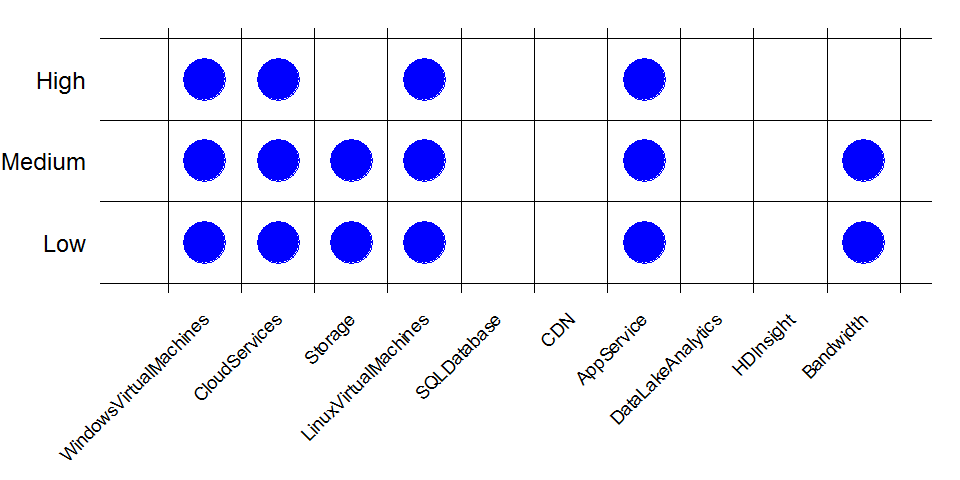 High
Medium
Low
WindowsVirtualMachines
CloudServices
Storage
LinuxVirtualMachines
SQLDatabase
CDN
AppService
DataLakeAnalytics
HDInsight
Bandwidth